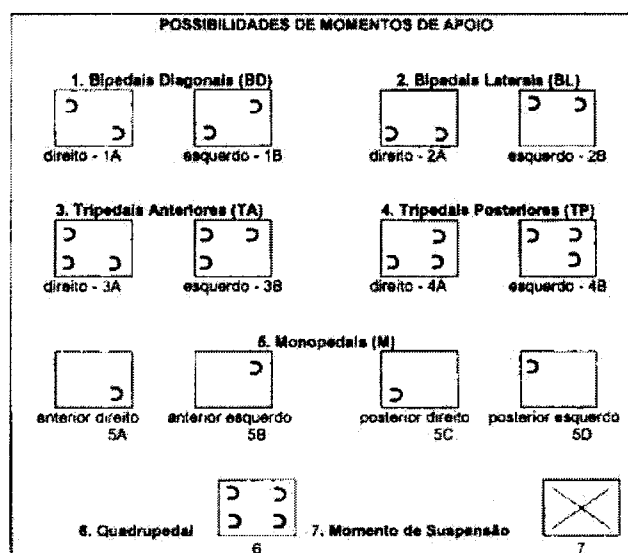 POSSIBILIDADES DE MOMENTOS DE APOIO
1. Bipedais Diagonais (BD)
2. Bipedais Laterais (BL)
direito - 1A
esquerdo - 1B
direito - 2A
esquerdo - 2B
3. Tripedais Anteriores (TA)
4. Tripedais Posteriores (TP)
direito - 3A
esquerdo - 3B
direito - 4A
esquerdo - 4B
5. Monopedais (M)
anterior direito
anterior esquerdo
posterior direito
posterior esquerdo
5A
5B
5C
5D
6. Quadrupedal
7. Momento de Suspensão
6
7